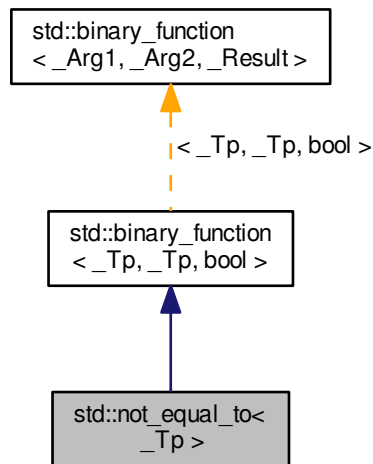 std::binary_function
< _Arg1, _Arg2, _Result >
< _Tp, _Tp, bool >
std::binary_function
< _Tp, _Tp, bool >
std::not_equal_to<
_Tp >